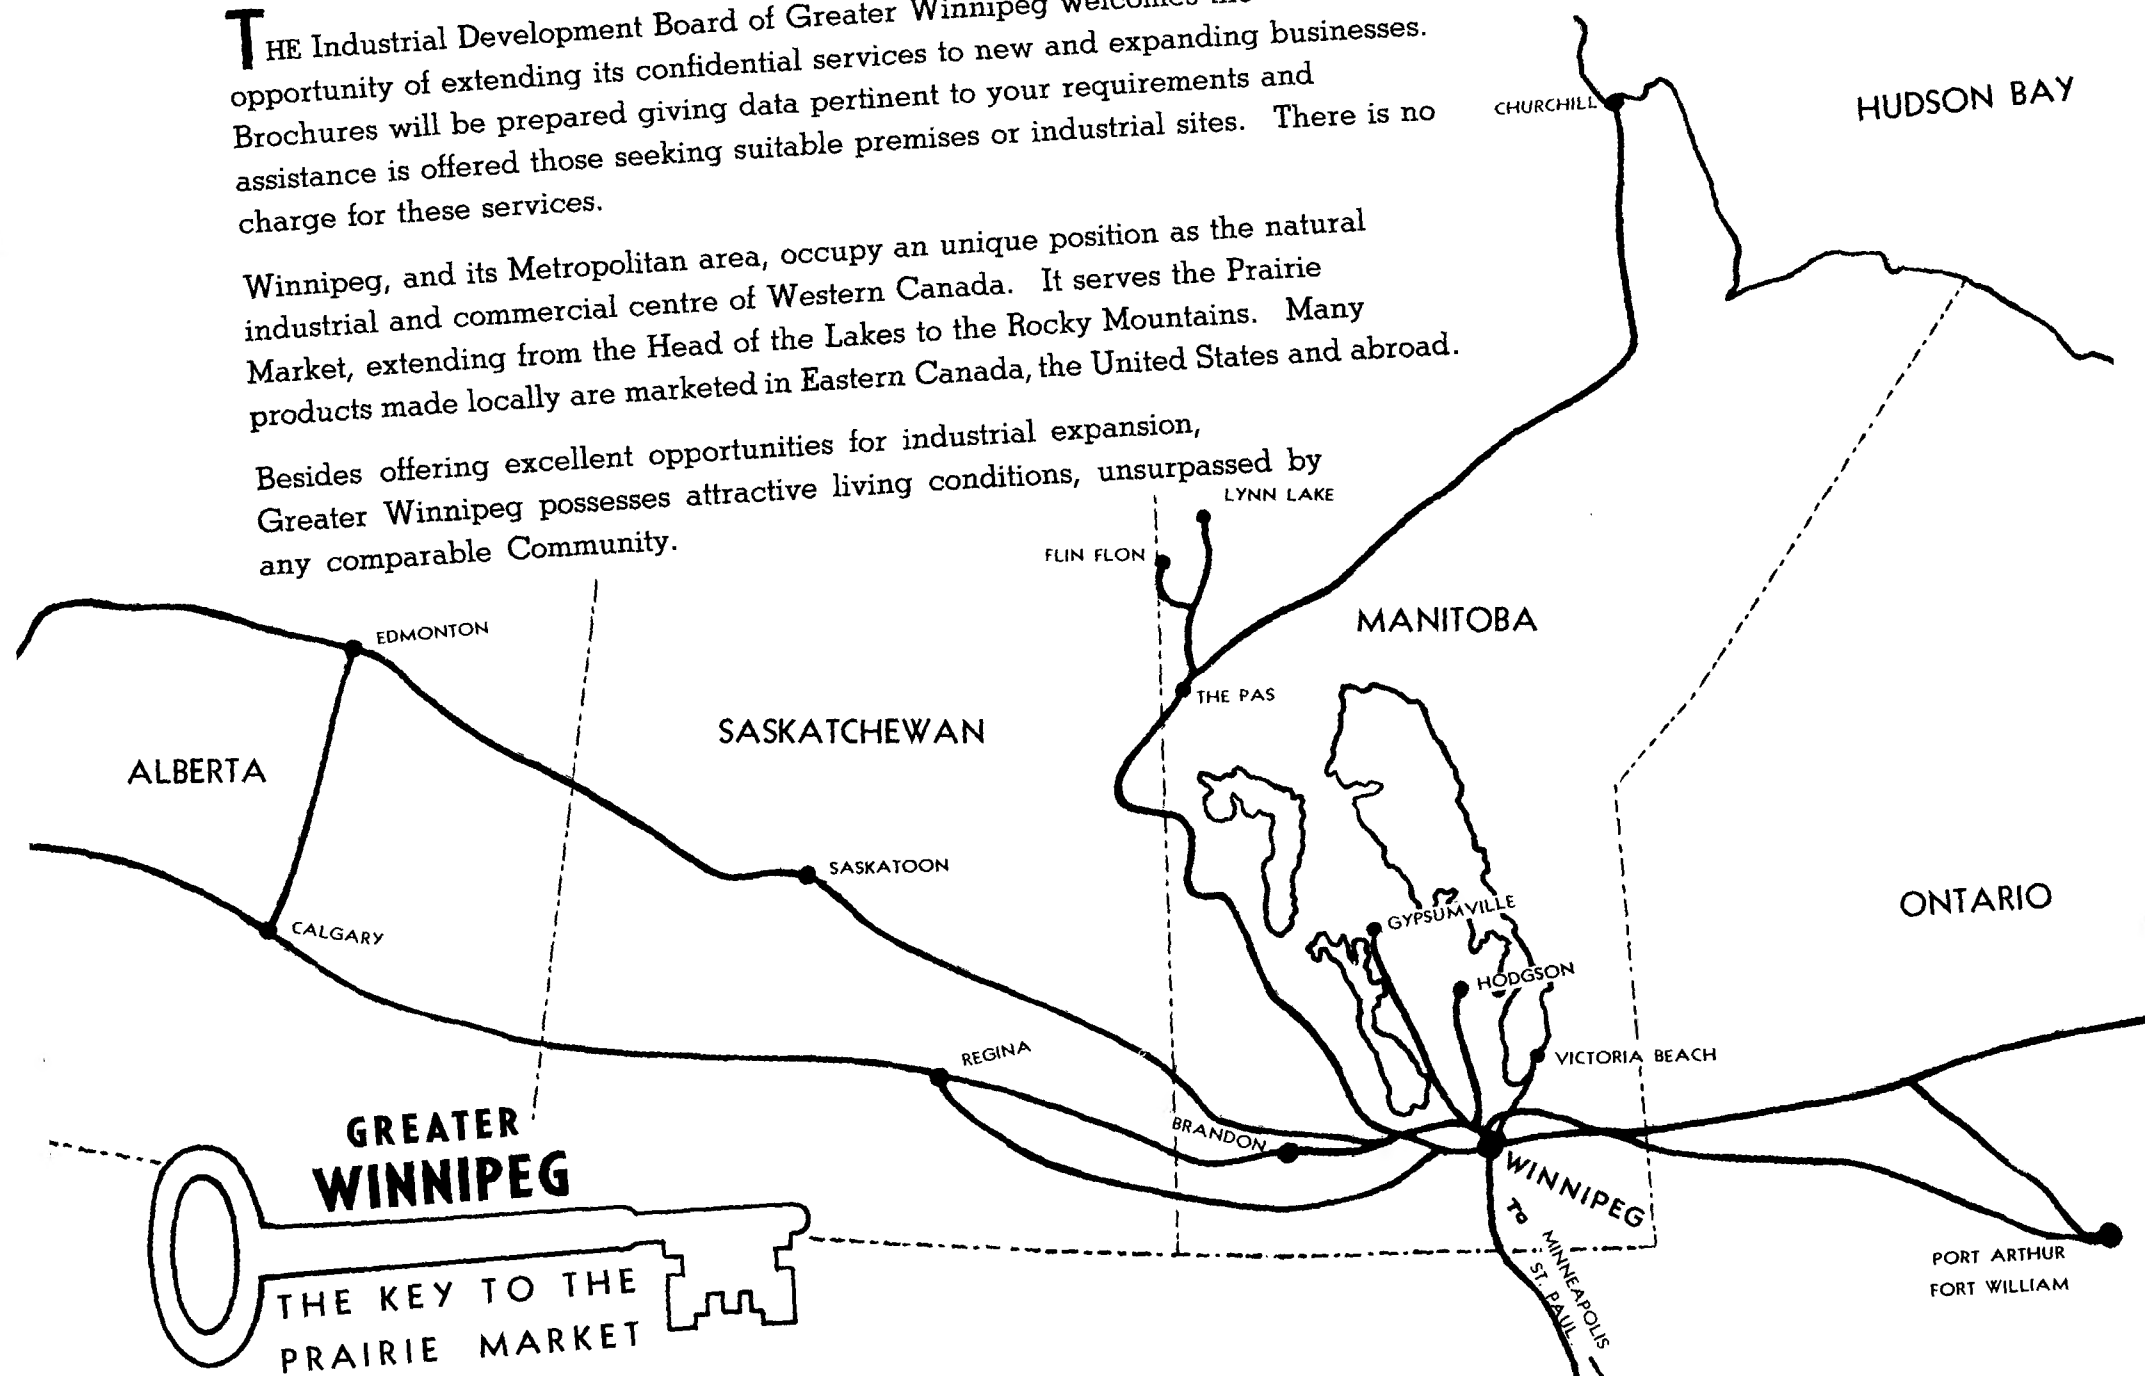 THE Industrial Development Board of Greater Winnipeg welcomes the
opportunity of extending its confidential services to new and expanding businesses.
Brochures will be prepared giving data pertinent to your requirements and
assistance is offered those seeking suitable premises or industrial sites. There is no
charge for these services.
Winnipeg, and its Metropolitan area, occupy an unique position as the natural
industrial and commercial centre of Western Canada. It serves the Prairie
Market, extending from the Head of the Lakes to the Rocky Mountains. Many
products made locally are marketed in Eastern Canada, the United States and abroad.
Besides offering excellent opportunities for industrial expansion,
Greater Winnipeg possesses attractive living conditions, unsurpassed by
any comparable Community.
CHURCHILL
HUDSON BAY
LYNN LAKE
FLIN FLON
MANITOBA
EDMONTON
THE PAS
SASKATCHEWAN
ALBERTA
SASKATOON
ONTARIO
GYPSUMVILLE
CALGARY
HODGSON
REGINA
VICTORIA BEACH
BRANDON
WINNIPEG
TO
MINNEAPOLIS
ST. PAUL
PORT ARTHUR
FORT WILLIAM
GREATER
WINNIPEG
THE KEY TO THE
PRAIRIE MARKET